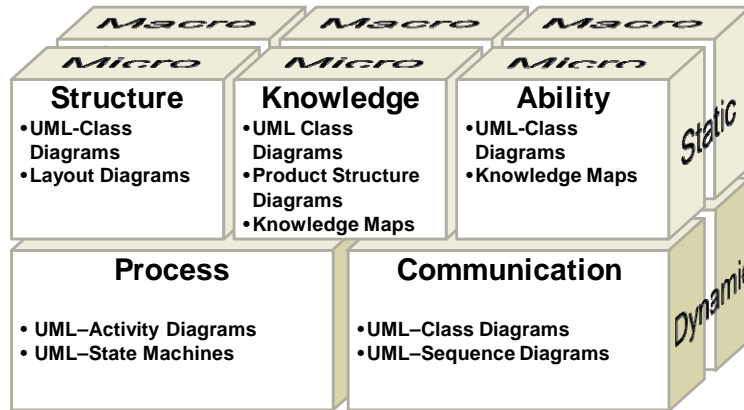 Macro Macro Macro
Micro Micro Micro
Structure
•UML-Class
Diagrams
•Layout Diagrams
Knowledge
•UML Class
Diagrams
•Product Structure
Diagrams
•Knowledge Maps
Ability
•UML-Class
Diagrams
•Knowledge Maps
Static
Process
• UML–Activity Diagrams
• UML–State Machines
Communication
•UML–Class Diagrams
•UML–Sequence Diagrams
Dynamic